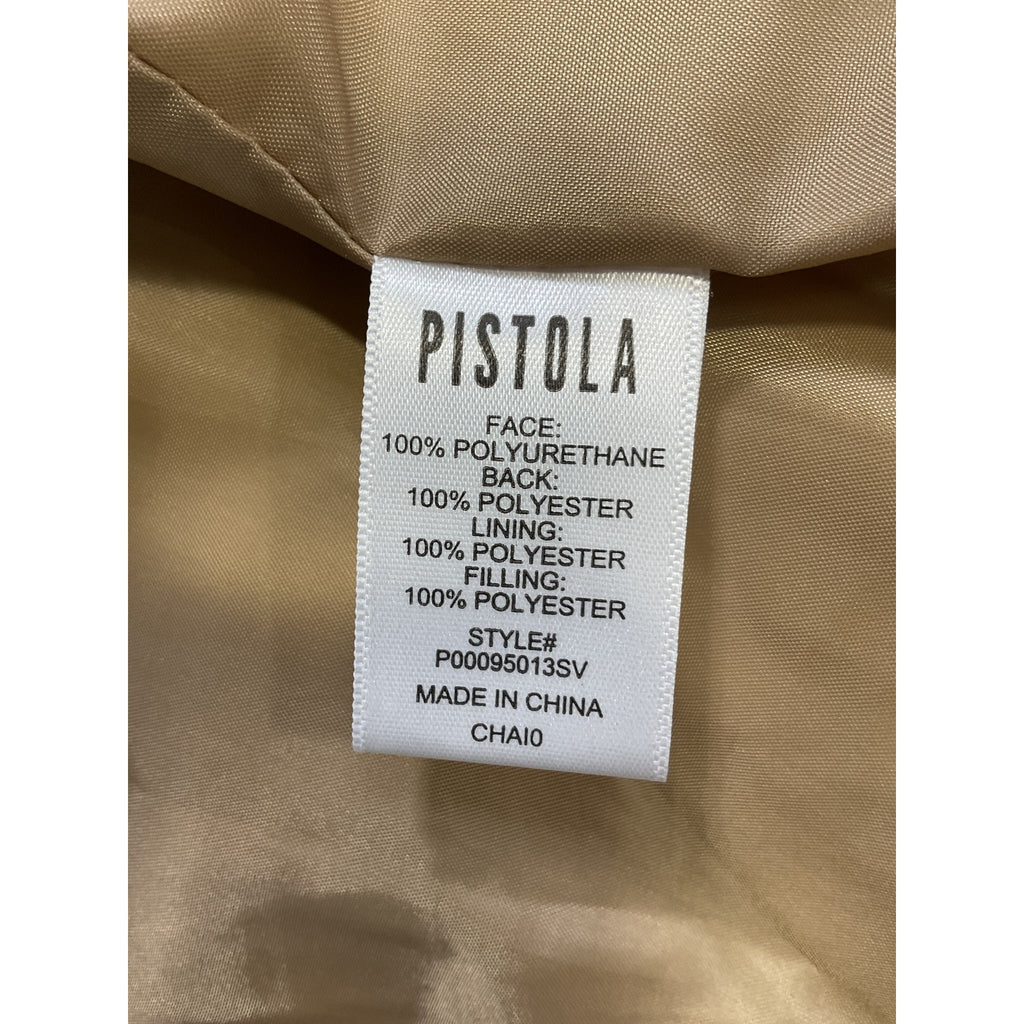 PISTOLA
FACE:
100% POLYURETHANE
BACK:
100% POLYESTER
LINING:
100% POLYESTER
FILLING:
100% POLYESTER
STYLE#
P00095013SV
MADE IN CHINA
CHAI0